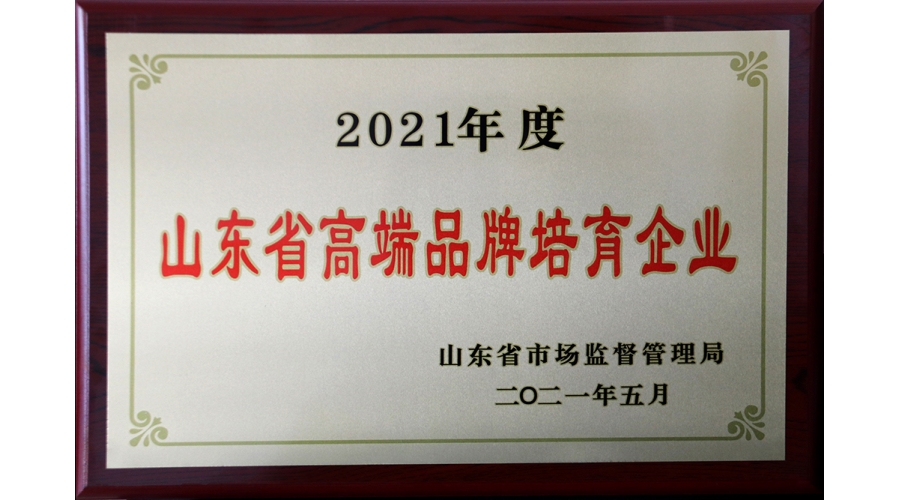 2021年度
山东省高端品牌培育企业
山东省市场监督管理局
二〇二一年五月